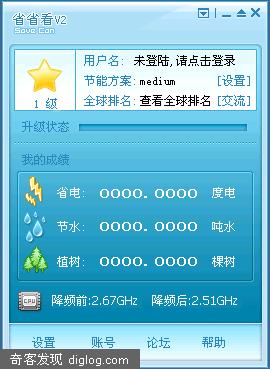 省省看V2
Save Can
用户名: 未登陆,请点击登录
节能方案:medium [设置]
全球排名:查看全球排名 [交流]
1 级
升级状态
我的成绩
省电: 0000.0000 度电
节水: 0000.0000 吨水
植树: 0000.0000 棵树
CPU 降频前:2.67GHz 降频后:2.51GHz
设置 账号 论坛 帮助
奇客发现 diglog.com